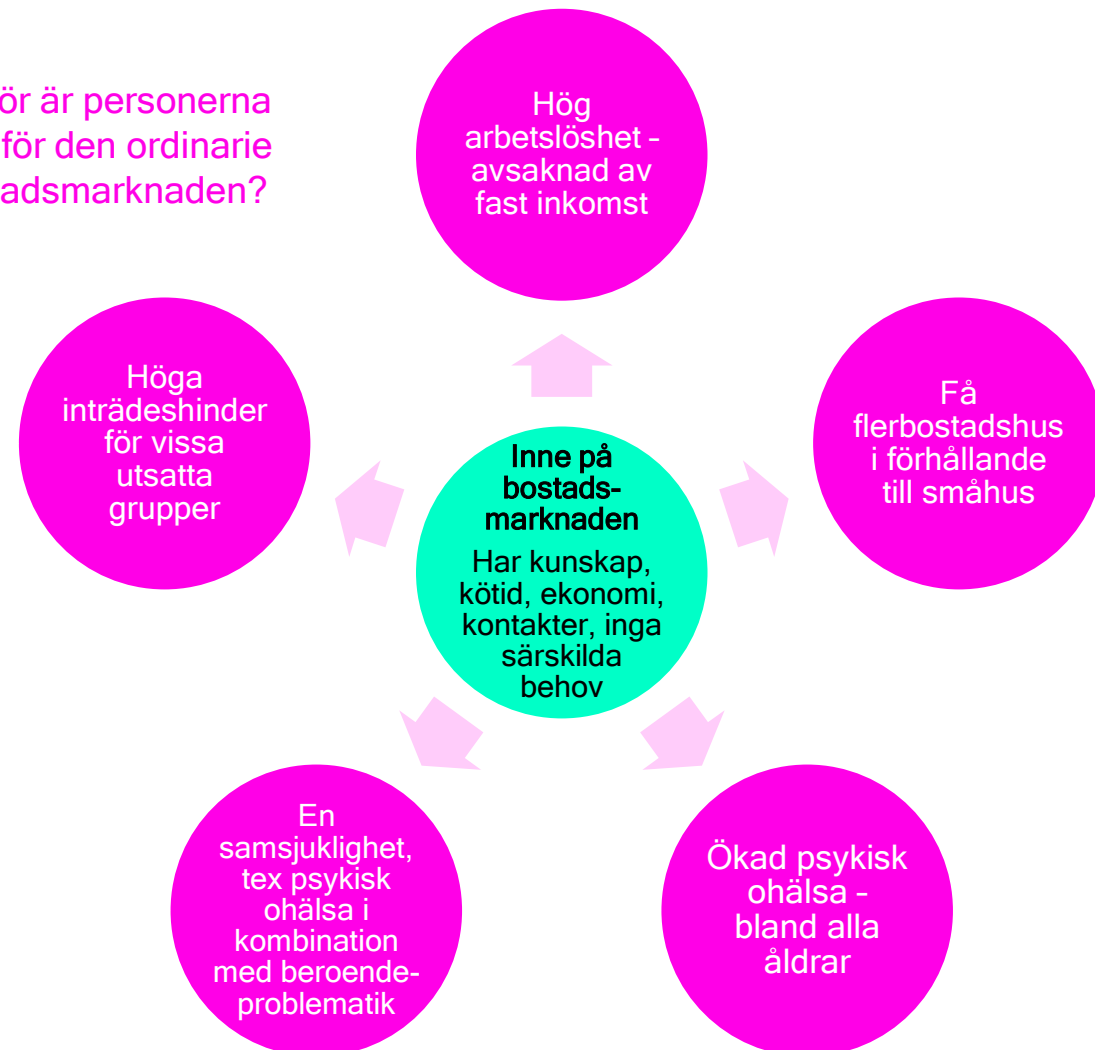 ör är personerna
för den ordinarie
adsmarknaden?
Hög
arbetslöshet –
avsaknad av
fast inkomst
Höga
inträdeshinder
för vissa
utsatta
grupper
Få
flerbostadshus
i förhållande
till småhus
Inne på
bostads-
marknaden
Har kunskap,
kötid, ekonomi,
kontakter, inga
särskilda
behov
En
samsjuklighet,
tex psykisk
ohälsa i
kombination
med beroende-
problematik
Ökad psykisk
ohälsa –
bland alla
åldrar